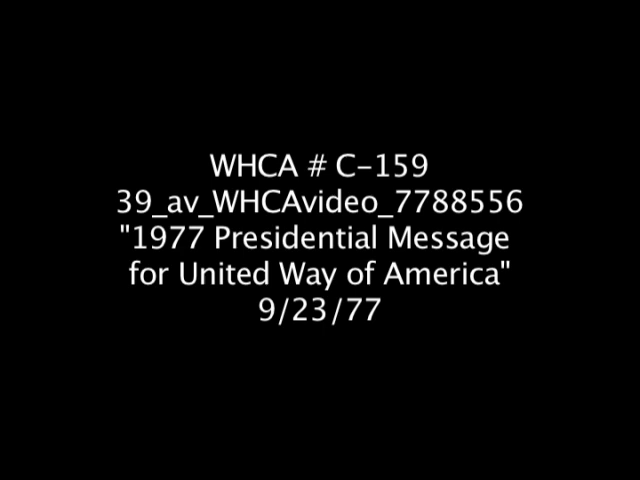 WHCA # C-159
39_av_WHCAvideo_7788556
"1977 Presidential Message
for United Way of America"
9/23/77